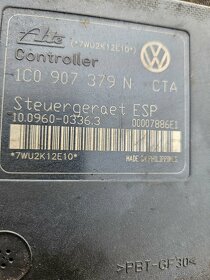 Ate
(*7WU2K12E10*)
Controller
1C0 907 379 N CTA
Steuergeraet ESP
10.0960-0336.3 00007886E1
*7WU2K12E10*
MADE IN PHILIPPINES
>PBT-GF30<